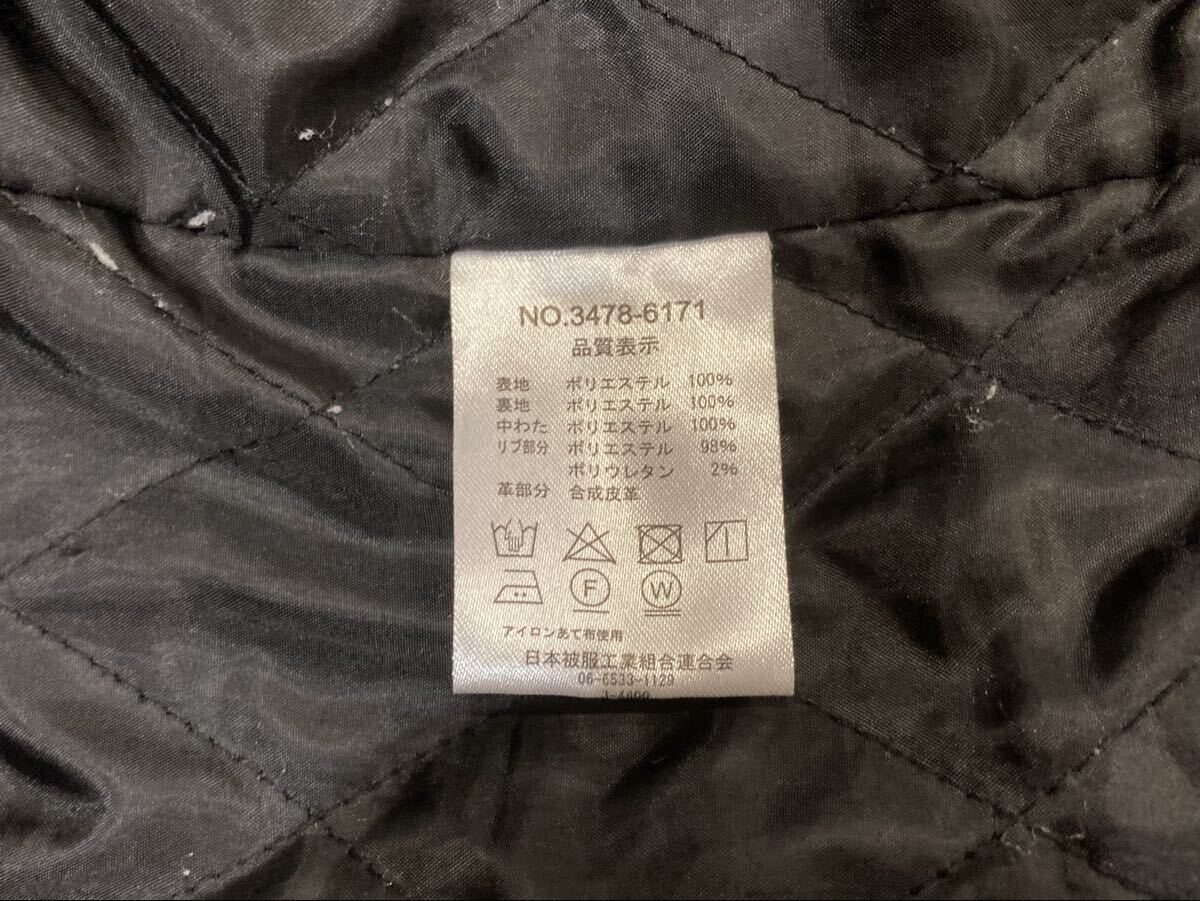 NO.3478-6171
品質表示
表地 ポリエステル 100%
裏地 ポリエステル 100%
中わた ポリエステル 100%
リブ部分 ポリエステル 98%
ポリウレタン 2%
革部分 合成皮革
F W
アイロンあて布使用
日本被服工業組合連合会
06-6533-1129